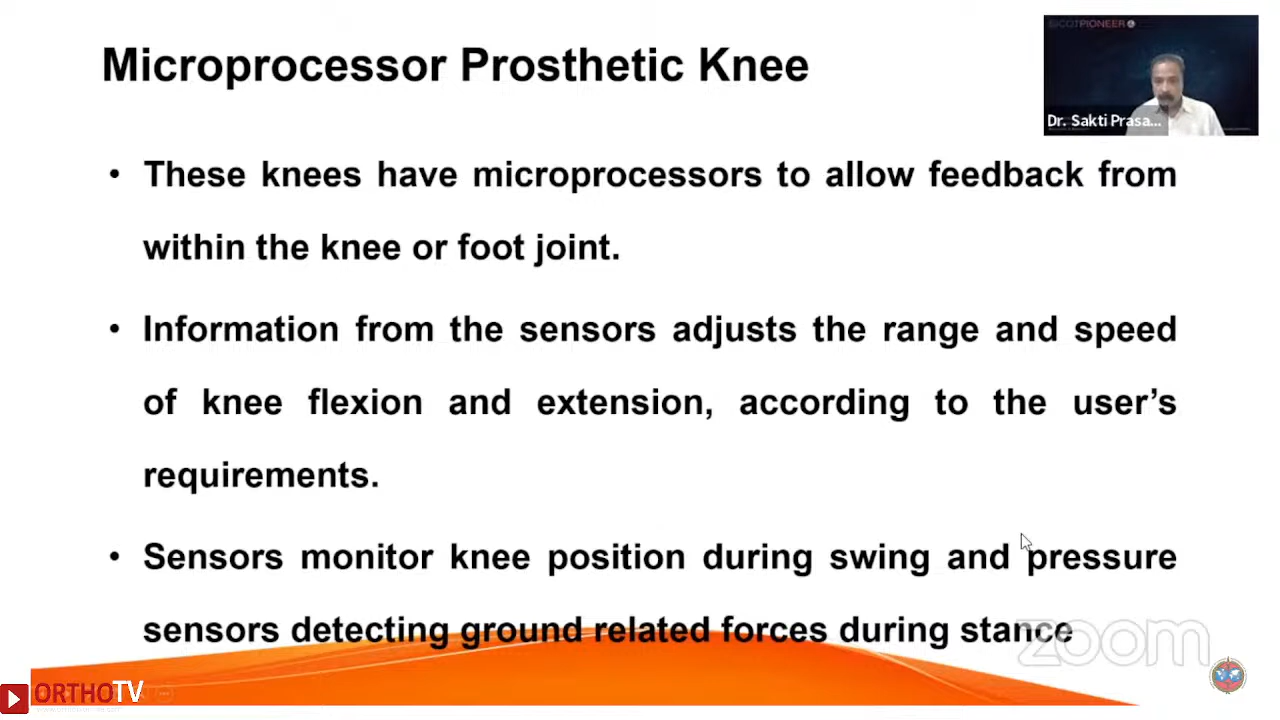 Microprocessor Prosthetic Knee
SICOTPIONEER
Dr. Sakti Prasa...
• These knees have microprocessors to allow feedback from
within the knee or foot joint.
• Information from the sensors adjusts the range and speed
of knee flexion and extension, according to the user’s
requirements.
• Sensors monitor knee position during swing and pressure
sensors detecting ground related forces during stance
zoom
ORTHOTV